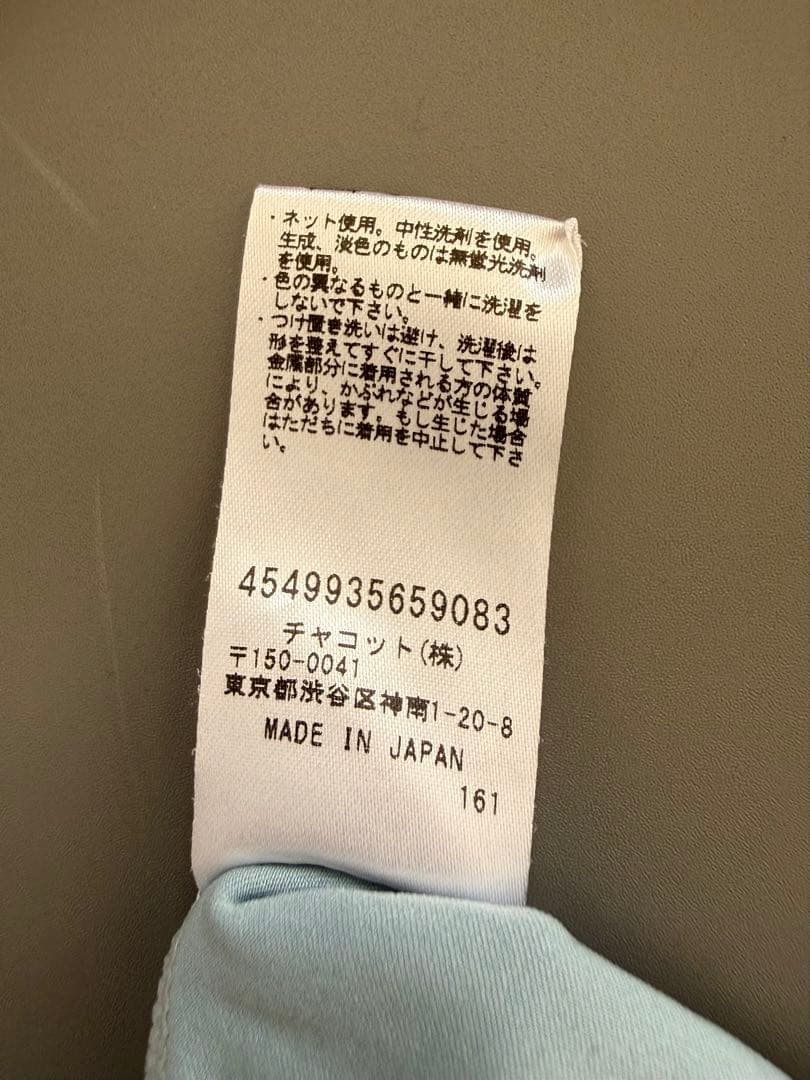 ・ネット使用。中性洗剤を使用。
生成、淡色のものは無蛍光洗剤
を使用。
・色の異なるものと一緒に洗濯を
しないで下さい。
・つけ置き洗いは避け、洗濯後は
形を整えてすぐに干して下さい。
金属部分に着用される方の体質
により、かぶれなどが生じる場
合があります。もし生じた場合
はただちに着用を中止して下さ
い。
4549935659083
チャコット(株)
〒150-0041
東京都渋谷区神南1-20-8
MADE IN JAPAN
161